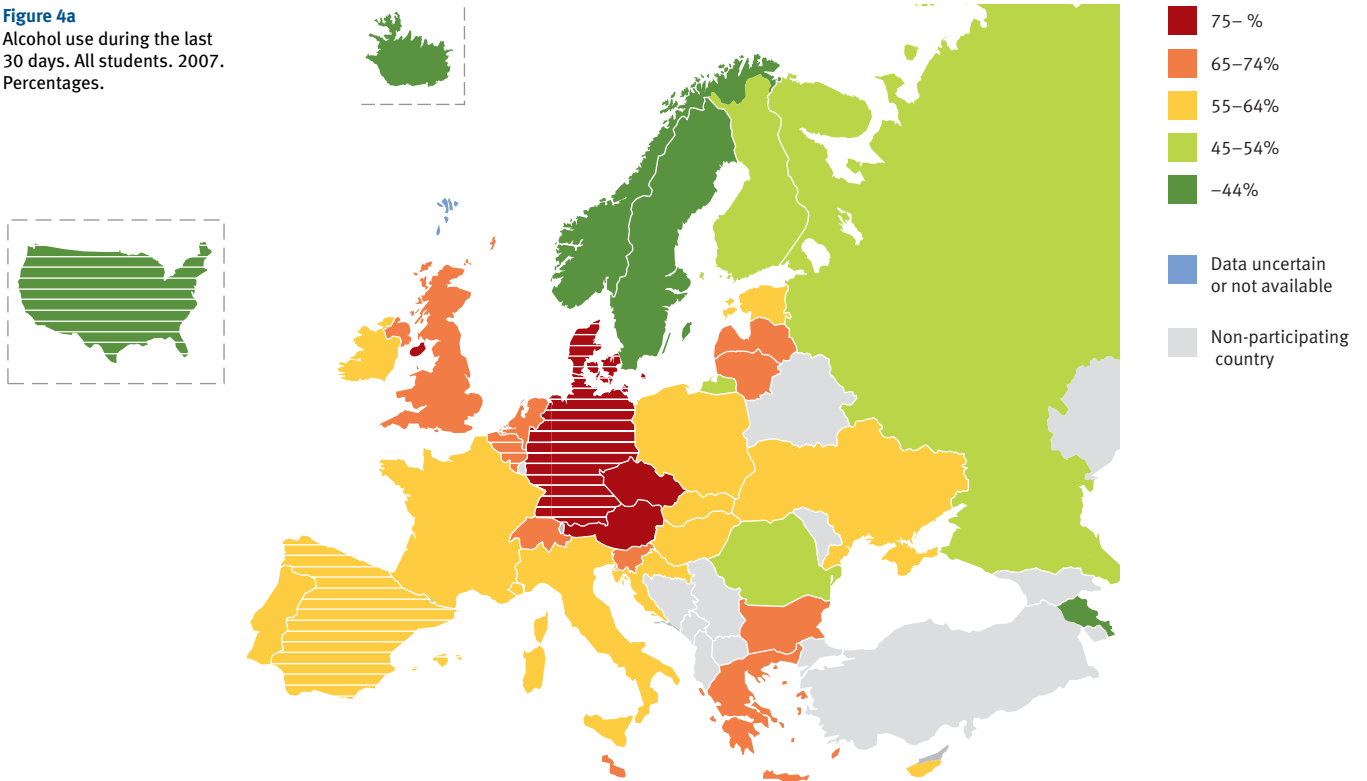 Figure 4a
Alcohol use during the last
30 days. All students. 2007.
Percentages.
75– %
65–74%
55–64%
45–54%
–44%
Data uncertain
or not available
Non-participating
country